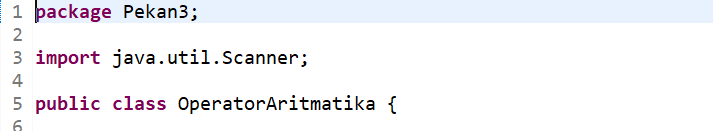 1 package Pekan3;
2
3 import java.util.Scanner;
4
5 public class OperatorAritmatika {
6